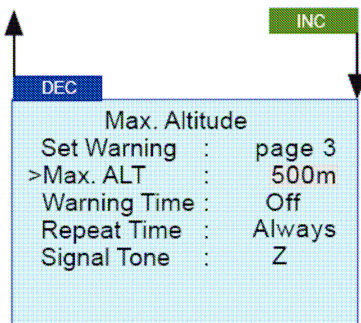 INC
DEC
Max. Altitude
Set Warning : page 3
>Max. ALT : 500m
Warning Time : Off
Repeat Time : Always
Signal Tone : Z